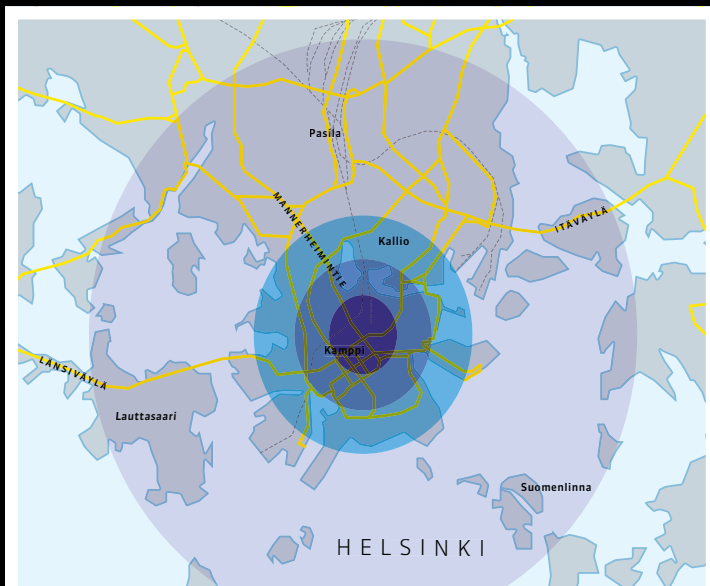 Pasila
MANNERHEIMINTIE
Kallio
ITÄVÄYLÄ
Kamppi
LÄNSIVÄYLÄ
Lauttasaari
Suomenlinna
HELSINKI